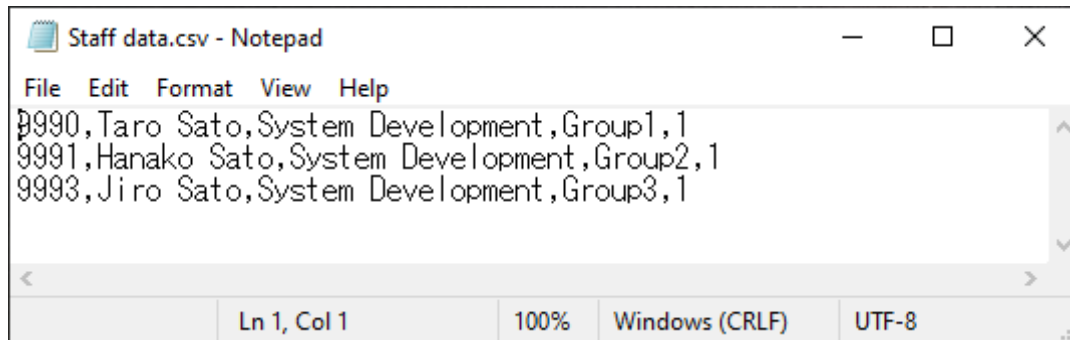 Staff data.csv - Notepad
File Edit Format View Help
9990,Taro Sato,System Development,Group1,1
9991,Hanako Sato,System Development,Group2,1
9993,Jiro Sato,System Development,Group3,1
Ln 1, Col 1 100% Windows (CRLF) UTF-8